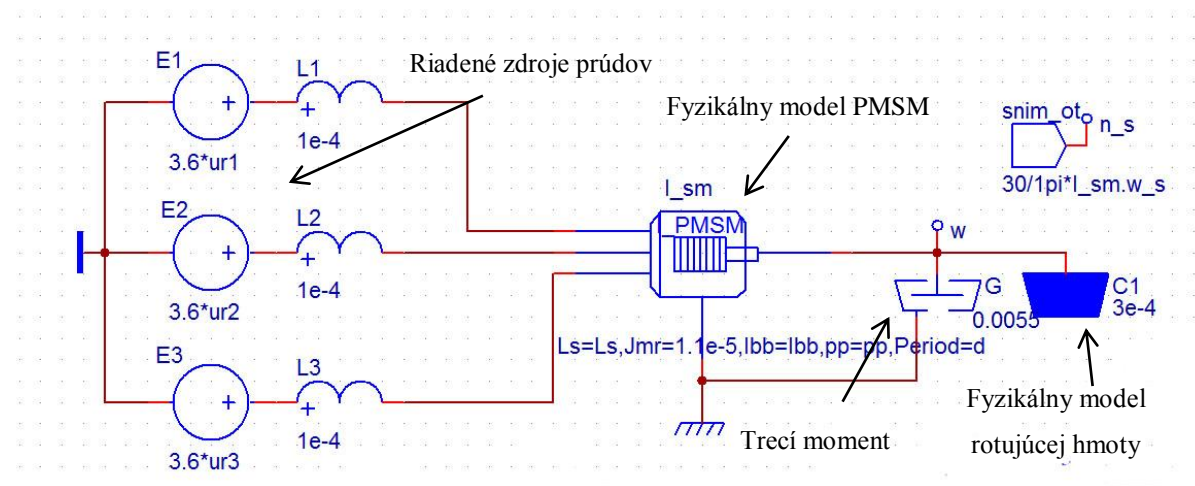 E1
L1
Riadené zdroje prúdov
1e-4
3.6*ur1
Fyzikálny model PMSM
snim_ot
n_s
30/1pi*I_sm.w_s
E2
L2
1e-4
3.6*ur2
I_sm
PMSM
w
G
0.0055
C1
3e-4
Ls=Ls,Jmr=1.1e-5,Ibb=Ibb,pp=pp,Period=d
E3
L3
1e-4
3.6*ur3
Trecí moment
Fyzikálny model
rotujúcej hmoty